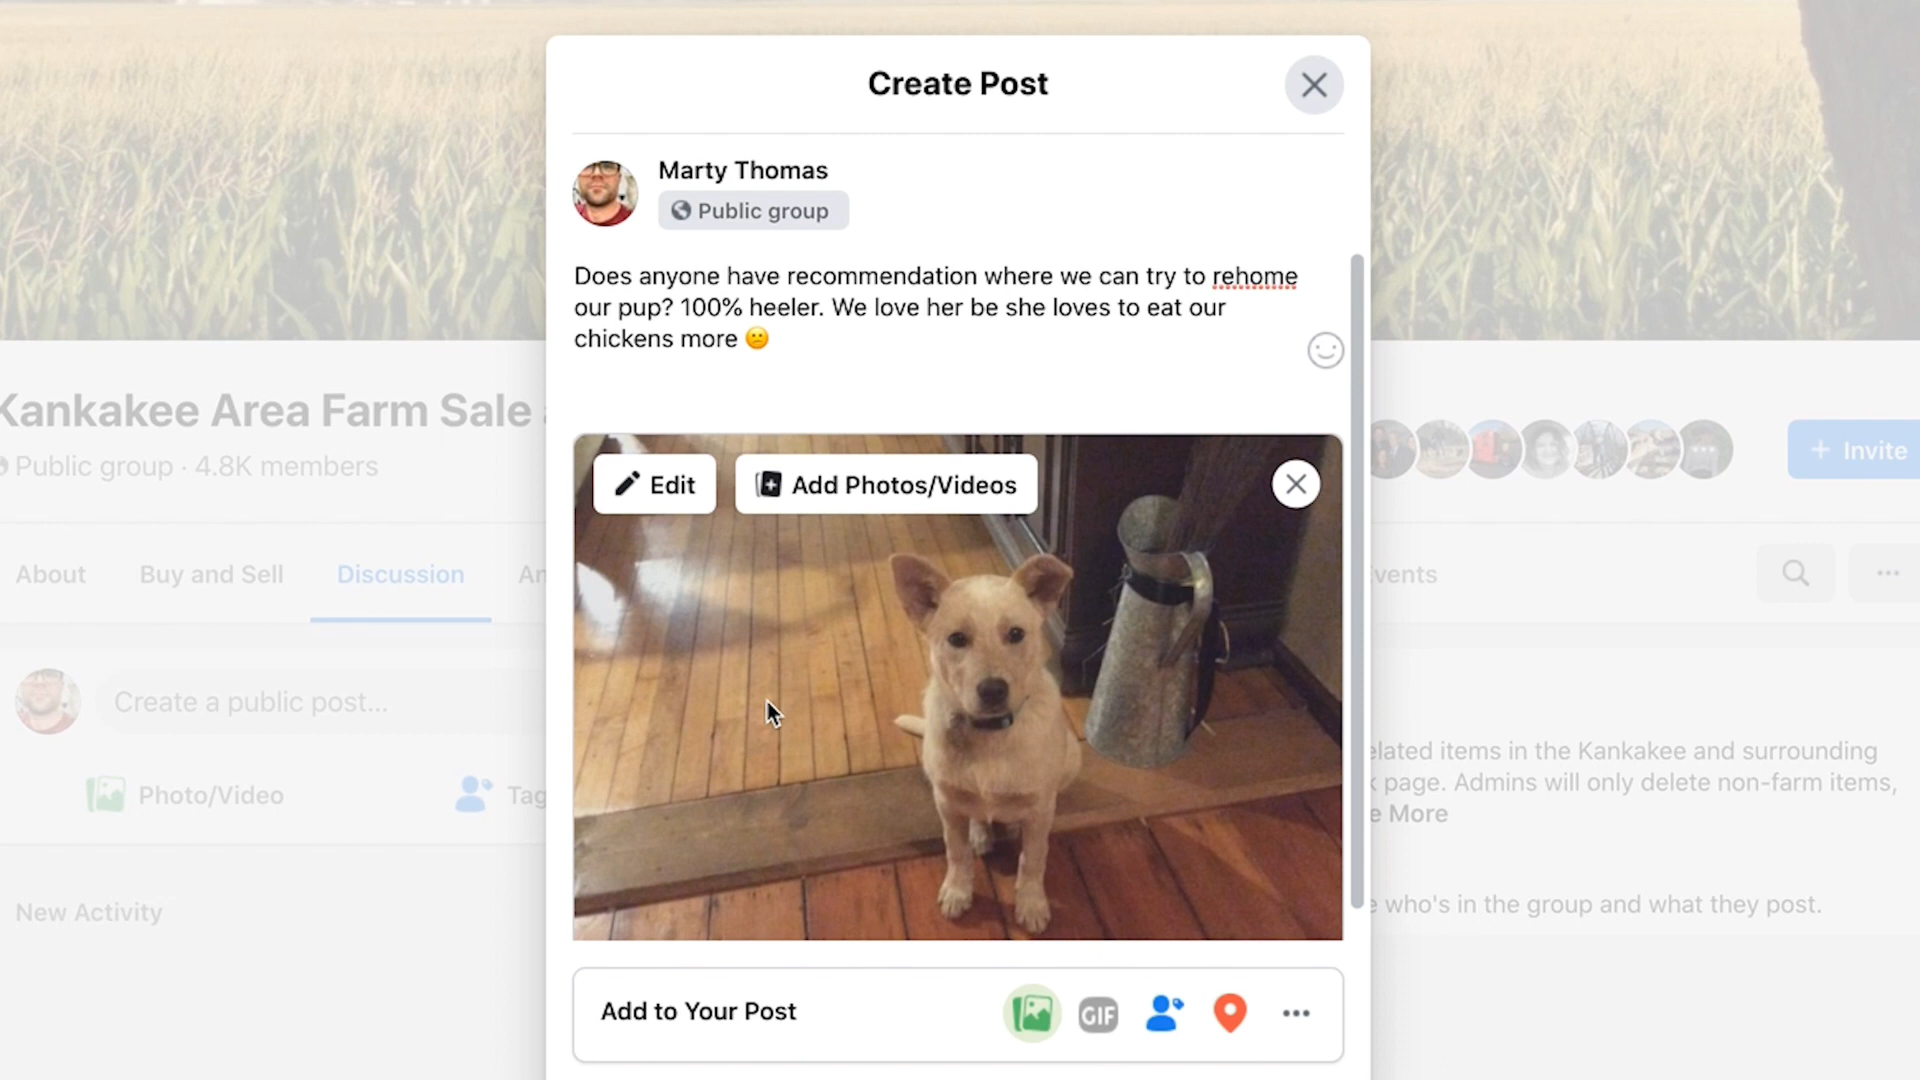 Create Post
Marty Thomas
Public group
Does anyone have recommendation where we can try to rehome
our pup? 100% heeler. We love her be she loves to eat our
chickens more
Edit
Add Photos/Videos
Add to Your Post
GIF
Kankakee Area Farm Sale
Public group · 4.8K members
+ Invite
About
Buy and Sell
Discussion
Events
Create a public post...
Photo/Video
Tag
New Activity
elated items in the Kankakee and surrounding
page. Admins will only delete non-farm items,
e More
who's in the group and what they post.